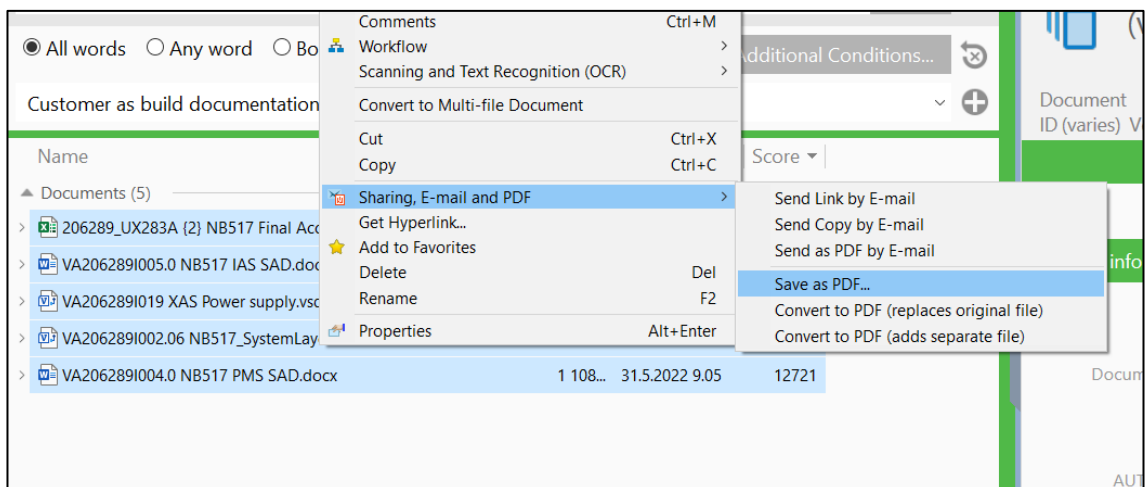 Comments Ctrl+M
All words Any word Bo
Workflow
Additional Conditions...
Scanning and Text Recognition (OCR)
Customer as build documentation
Convert to Multi-file Document
Document
ID (varies) V
Cut Ctrl+X
Copy Ctrl+C
Name
Score
Documents (5)
Sharing, E-mail and PDF
Get Hyperlink...
Add to Favorites
Delete Del
Rename F2
Properties Alt+Enter
Send Link by E-mail
Send Copy by E-mail
Send as PDF by E-mail
Save as PDF...
Convert to PDF (replaces original file)
Convert to PDF (adds separate file)
206289_UX283A {2} NB517 Final Acc
VA206289I005.0 NB517 IAS SAD.doc
VA206289I019 XAS Power supply.vsd
VA206289I002.06 NB517_SystemLay
VA206289I004.0 NB517 PMS SAD.docx 1 108... 31.5.2022 9.05 12721
info
Docum
AUT